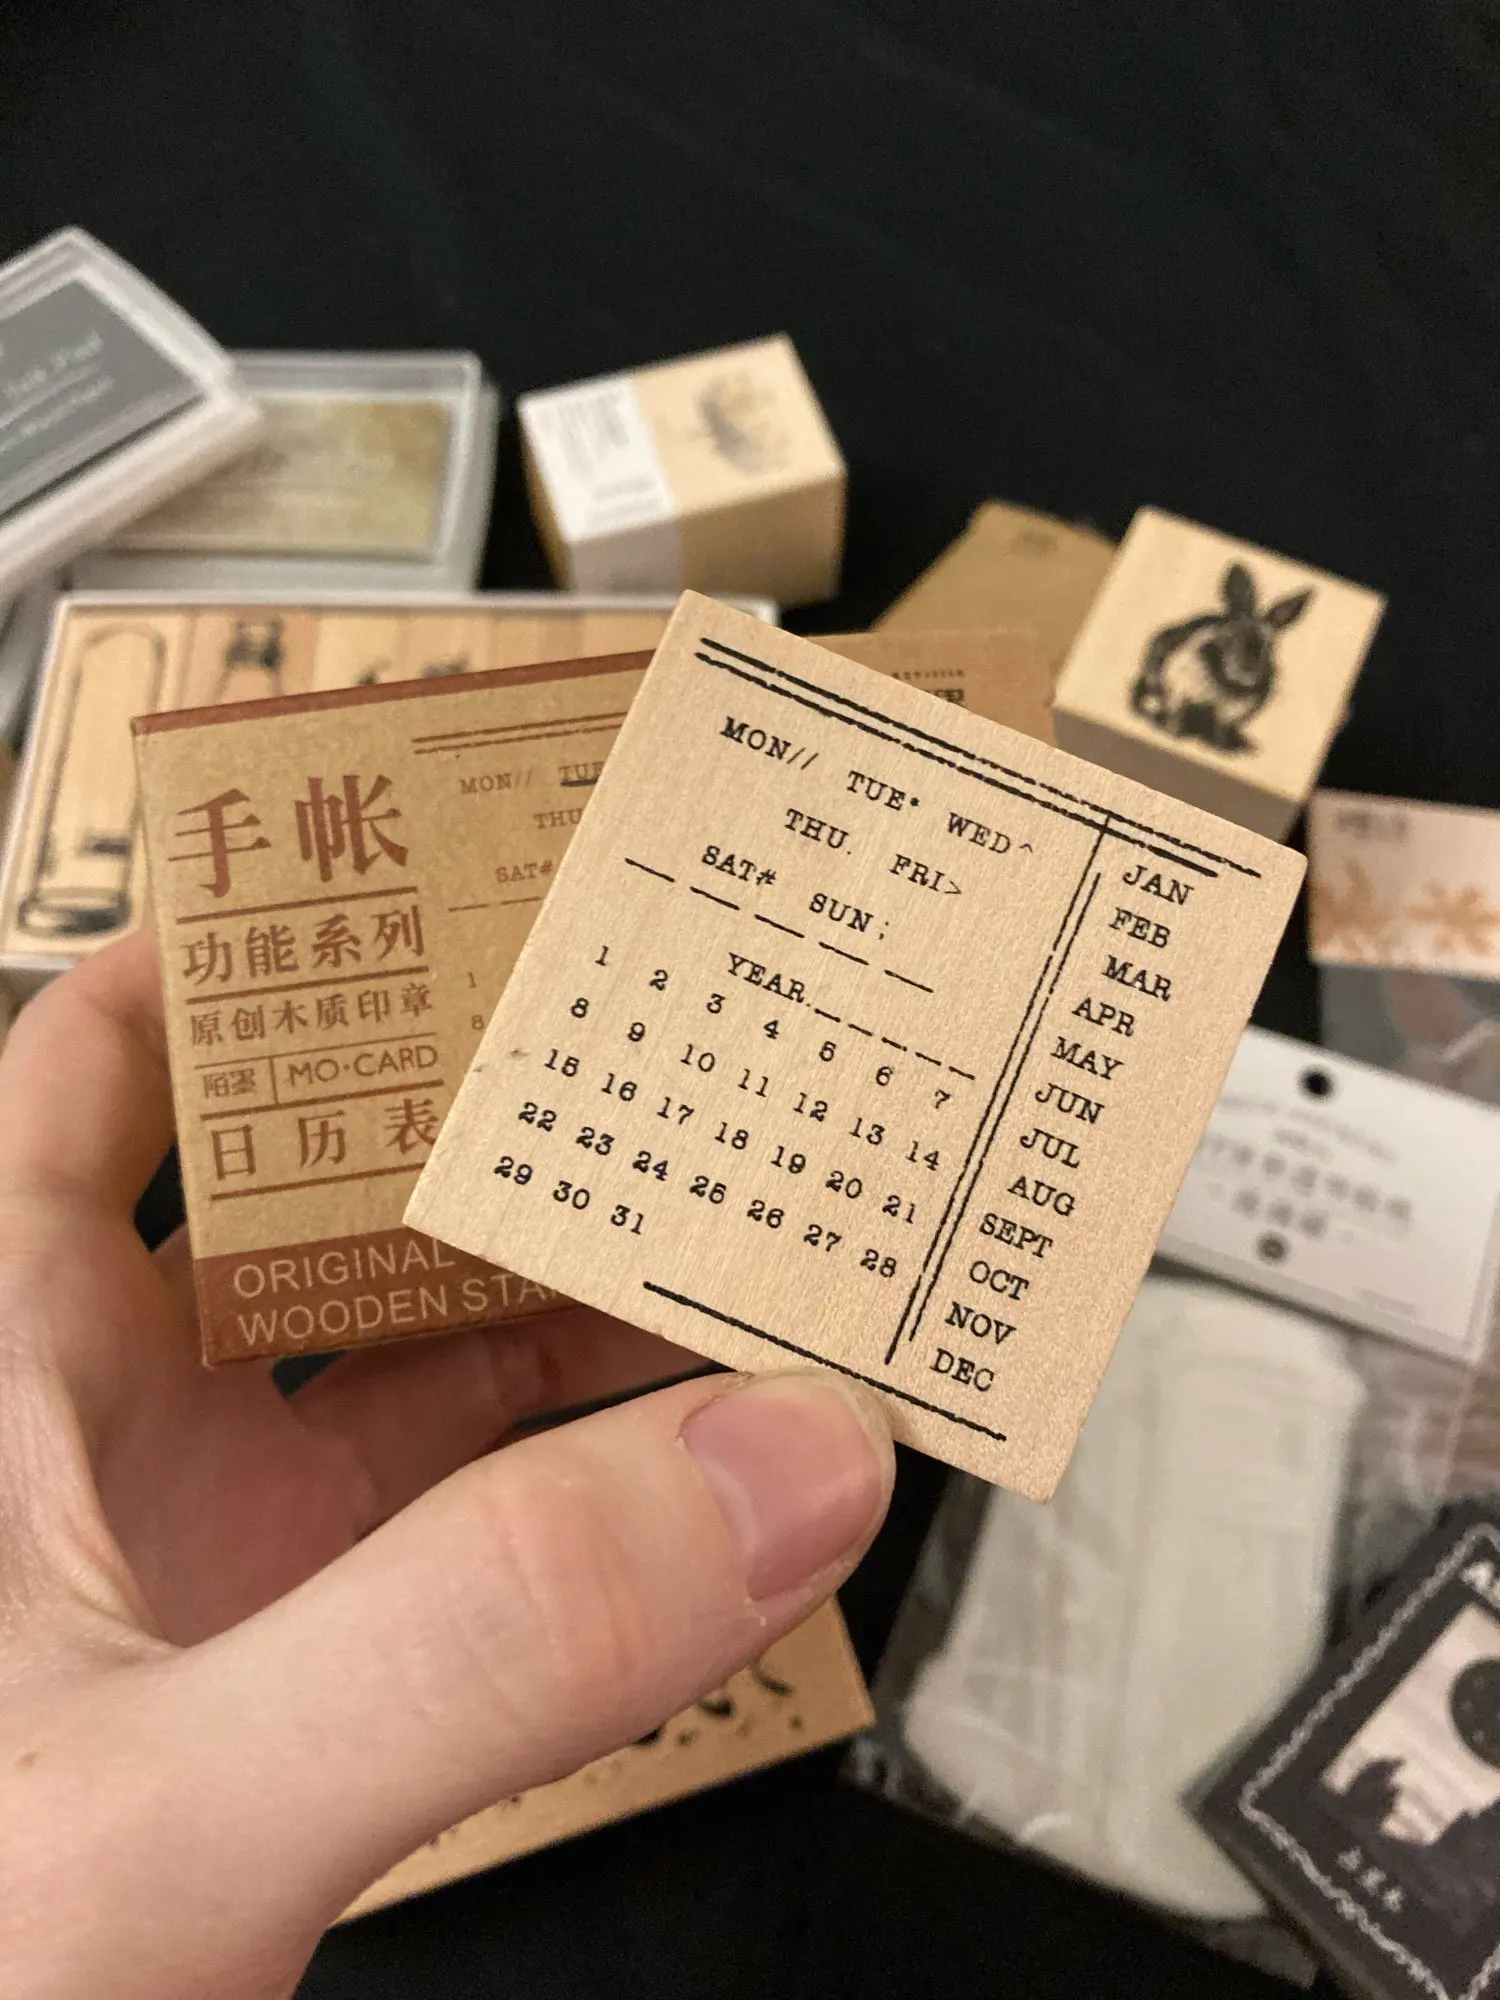 手帐
功能系列
原创木质印章
陌墨 MO·CARD
日历表
ORIGINAL
WOODEN
MON// TUE
THU
SAT#
1
8
MON// TUE* WED^
THU. FRI>
SAT# SUN;
YEAR.
1 2 3 4 5 6 7
8 9 10 11 12 13 14
15 16 17 18 19 20 21
22 23 24 25 26 27 28
29 30 31
JAN
FEB
MAR
APR
MAY
JUN
JUL
AUG
SEPT
OCT
NOV
DEC